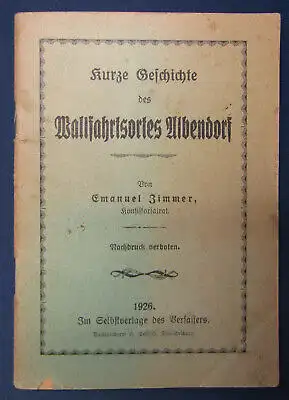 Kurze Geschichte
des
Wallfahrtsortes Albendorf
Von
Emanuel Zimmer,
Konsistorialrat.
Nachdruck verboten.
1926.
Im Selbstverlage des Verfassers.